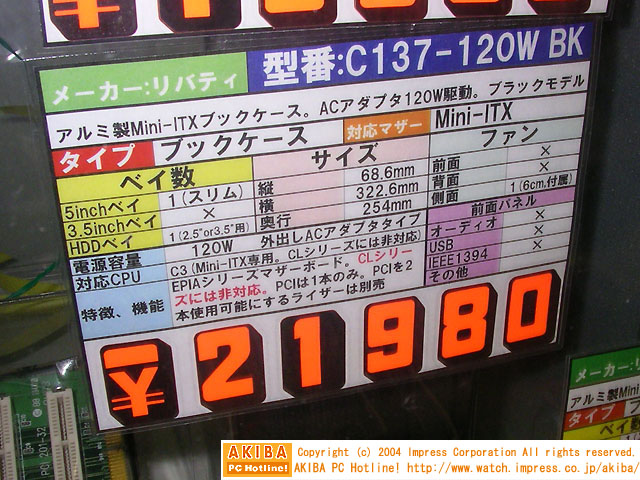 メーカー:リバティ
型番:C137-120W BK
アルミ製Mini-ITXブックケース。ACアダプタ120W駆動。ブラックモデル
タイプ ブックケース 対応マザー Mini-ITX
ベイ数
5inchベイ 1(スリム)
3.5inchベイ ×
HDDベイ 1(2.5"or3.5"用)
サイズ
縦 68.6mm
横 322.6mm
奥行 254mm
ファン
前面 ×
背面 ×
側面 1(6cm,付属)
電源容量 120W 外出しACアダプタタイプ
対応CPU C3(Mini-ITX専用。CLシリーズには非対応)
前面パネル
オーディオ ×
USB ×
IEEE1394 ×
その他
特徴、機能
EPIAシリーズマザーボード。CLシリー
ズには非対応。PCIは1本のみ。PCIを2
本使用可能にするライザーは別売
¥21980
メーカー:
アルミ製Mini
タイプ
ベイ数
AKIBA
PC Hotline!
Copyright (c) 2004 Impress Corporation All rights reserved.
AKIBA PC Hotline! http://www.watch.impress.co.jp/akiba/